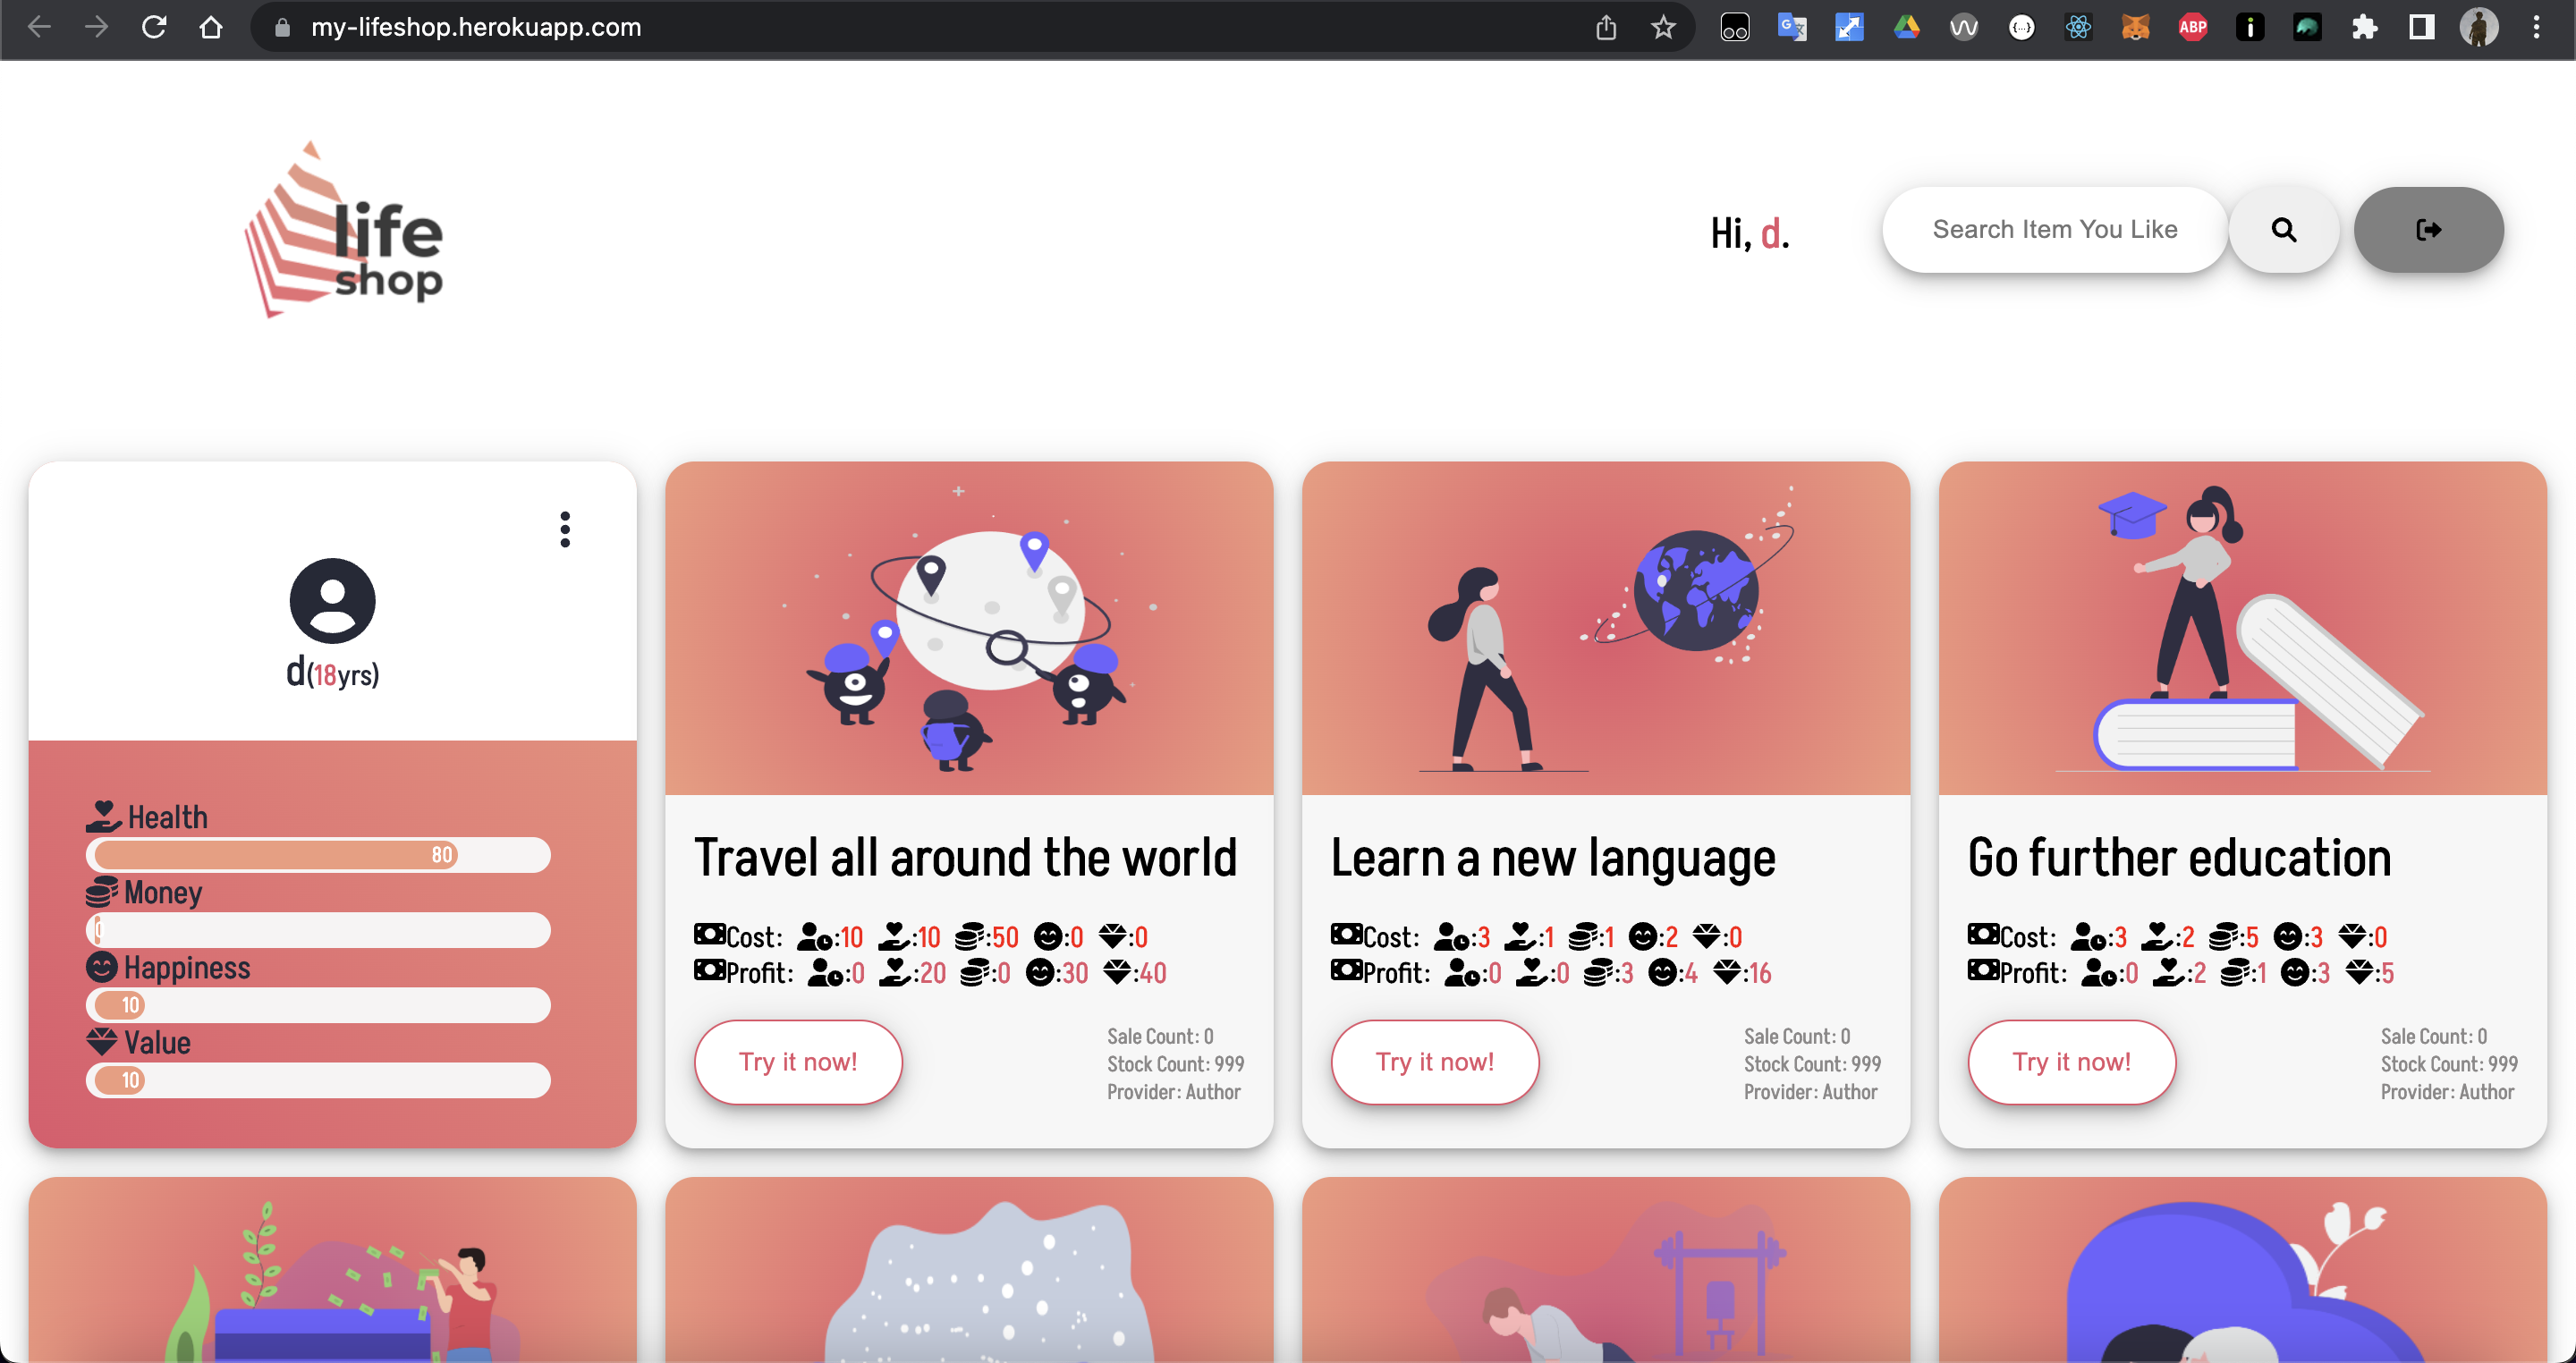 my-lifeshop.herokuapp.com
ABP
life
shop
Hi, d.
Search Item You Like
d(18yrs)
Health
80
Money
0
Happiness
10
Value
10
Travel all around the world
Cost: :10 :10 :50 :0 :0
Profit: :0 :20 :0 :30 :40
Try it now!
Sale Count: 0
Stock Count: 999
Provider: Author
Learn a new language
Cost: :3 :1 :1 :2 :0
Profit: :0 :0 :3 :4 :16
Try it now!
Sale Count: 0
Stock Count: 999
Provider: Author
Go further education
Cost: :3 :2 :5 :3 :0
Profit: :0 :2 :1 :3 :5
Try it now!
Sale Count: 0
Stock Count: 999
Provider: Author